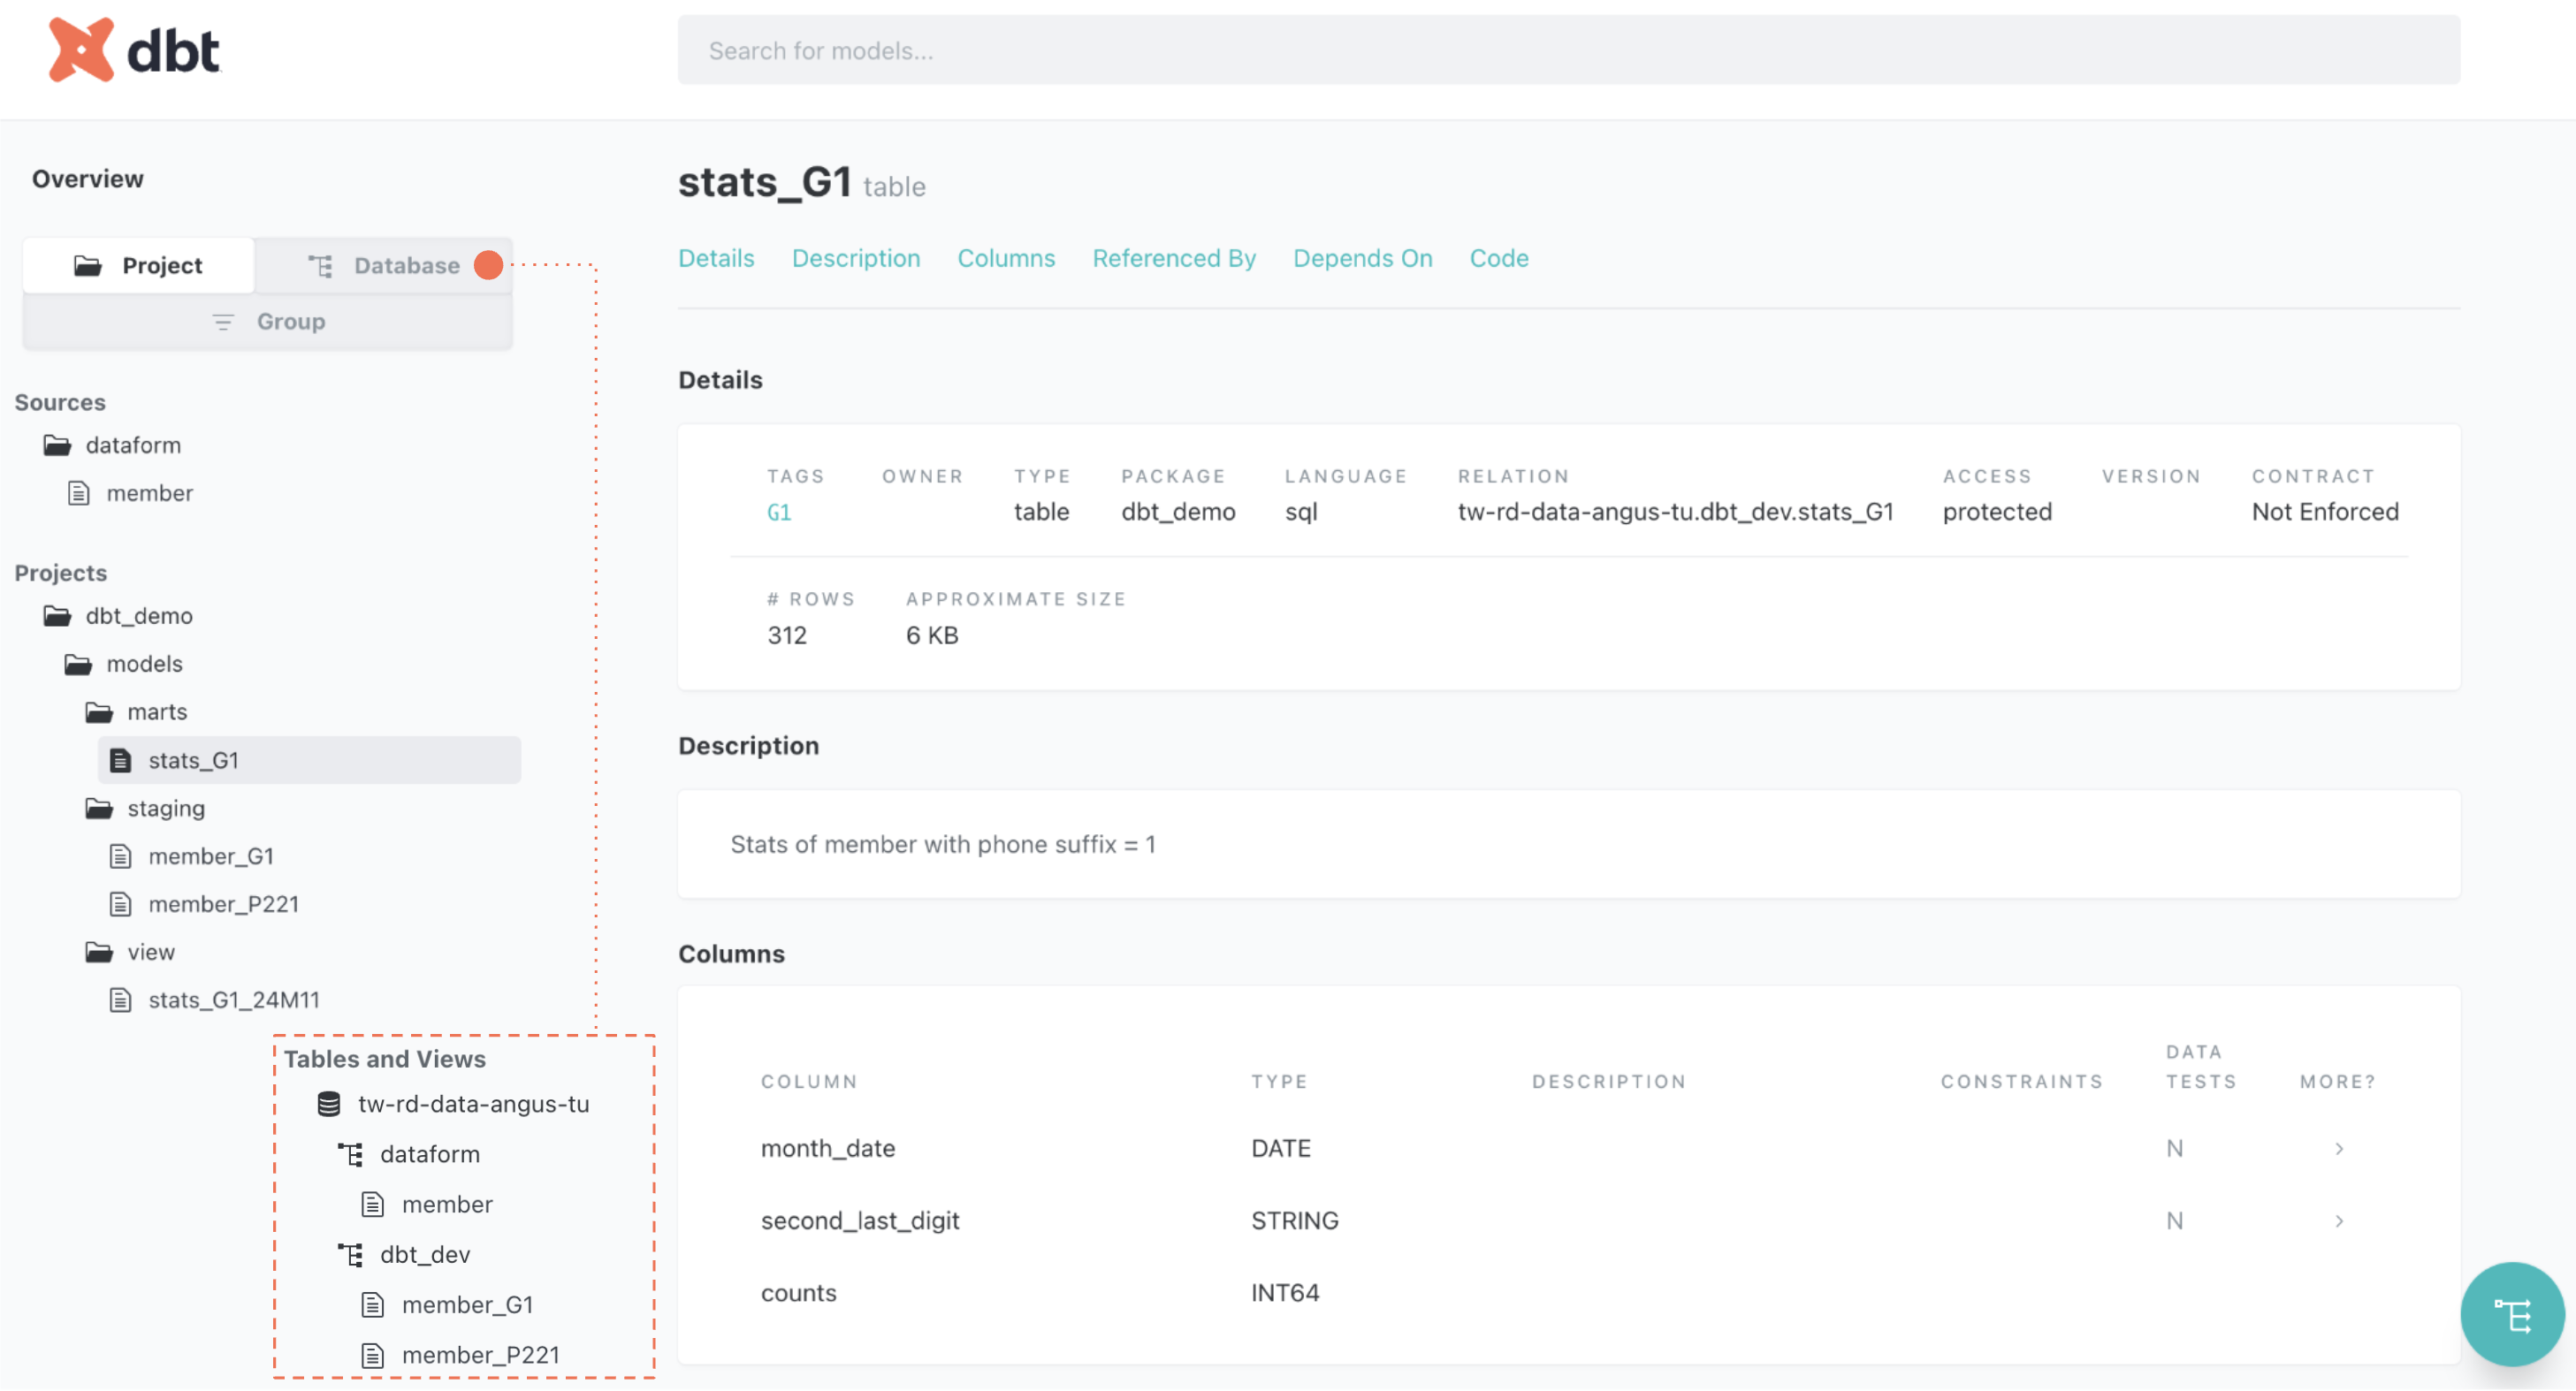 dbt
Search for models...
Overview
Project
Database
Group
Sources
dataform
member
Projects
dbt_demo
models
marts
stats_G1
staging
member_G1
member_P221
view
stats_G1_24M11
Tables and Views
tw-rd-data-angus-tu
dataform
member
dbt_dev
member_G1
member_P221
stats_G1 table
Details Description Columns Referenced By Depends On Code
Details
TAGS OWNER TYPE PACKAGE LANGUAGE RELATION ACCESS VERSION CONTRACT
G1 table dbt_demo sql tw-rd-data-angus-tu.dbt_dev.stats_G1 protected Not Enforced
# ROWS APPROXIMATE SIZE
312 6 KB
Description
Stats of member with phone suffix = 1
Columns
COLUMN TYPE DESCRIPTION CONSTRAINTS DATA TESTS MORE?
month_date DATE N
second_last_digit STRING N
counts INT64